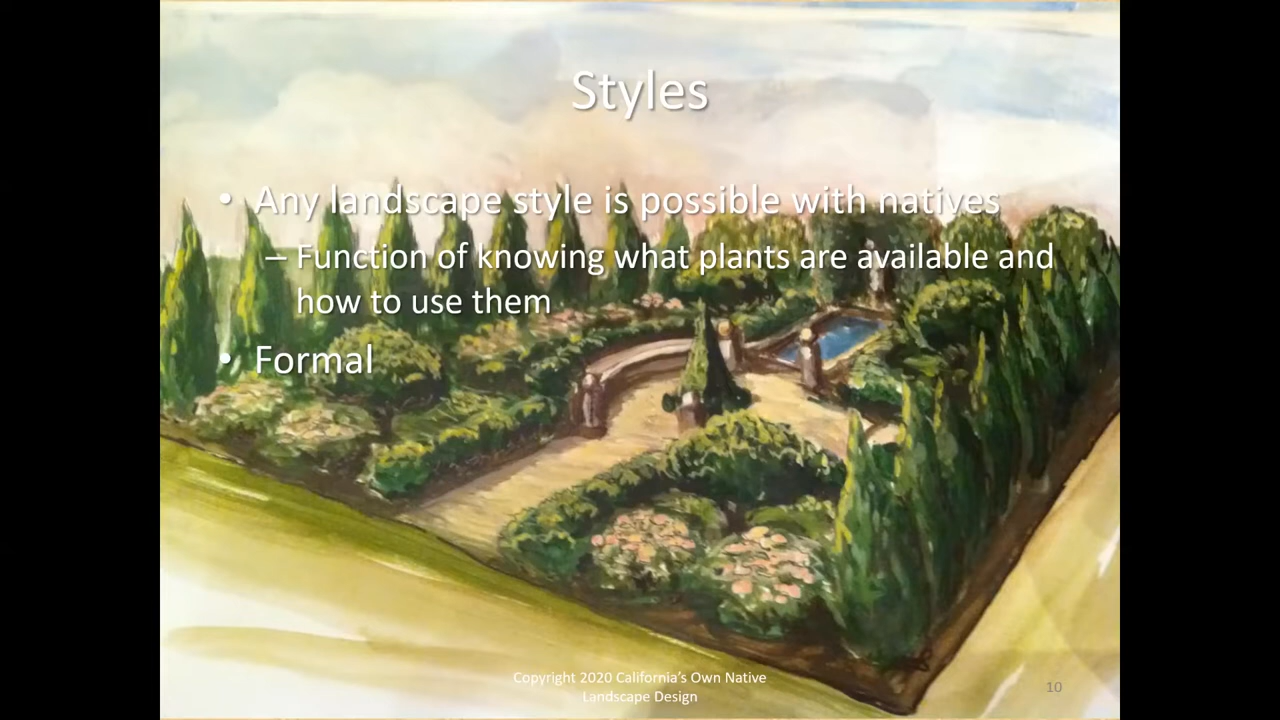 Styles
• Any landscape style is possible with natives
– Function of knowing what plants are available and
how to use them
• Formal
Copyright 2020 California's Own Native
Landscape Design
10